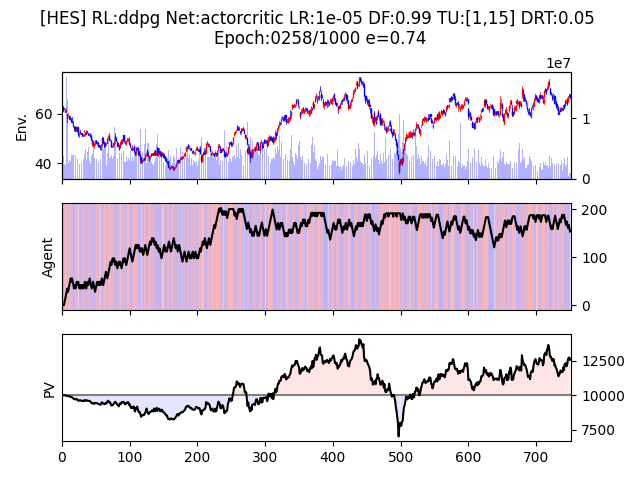 [HES] RL:ddpg Net:actorcritic LR:1e-05 DF:0.99 TU:[1,15] DRT:0.05
Epoch:0258/1000 e=0.74
1e7
Env.
60
40
1
0
Agent
200
100
0
PV
12500
10000
7500
0 100 200 300 400 500 600 700